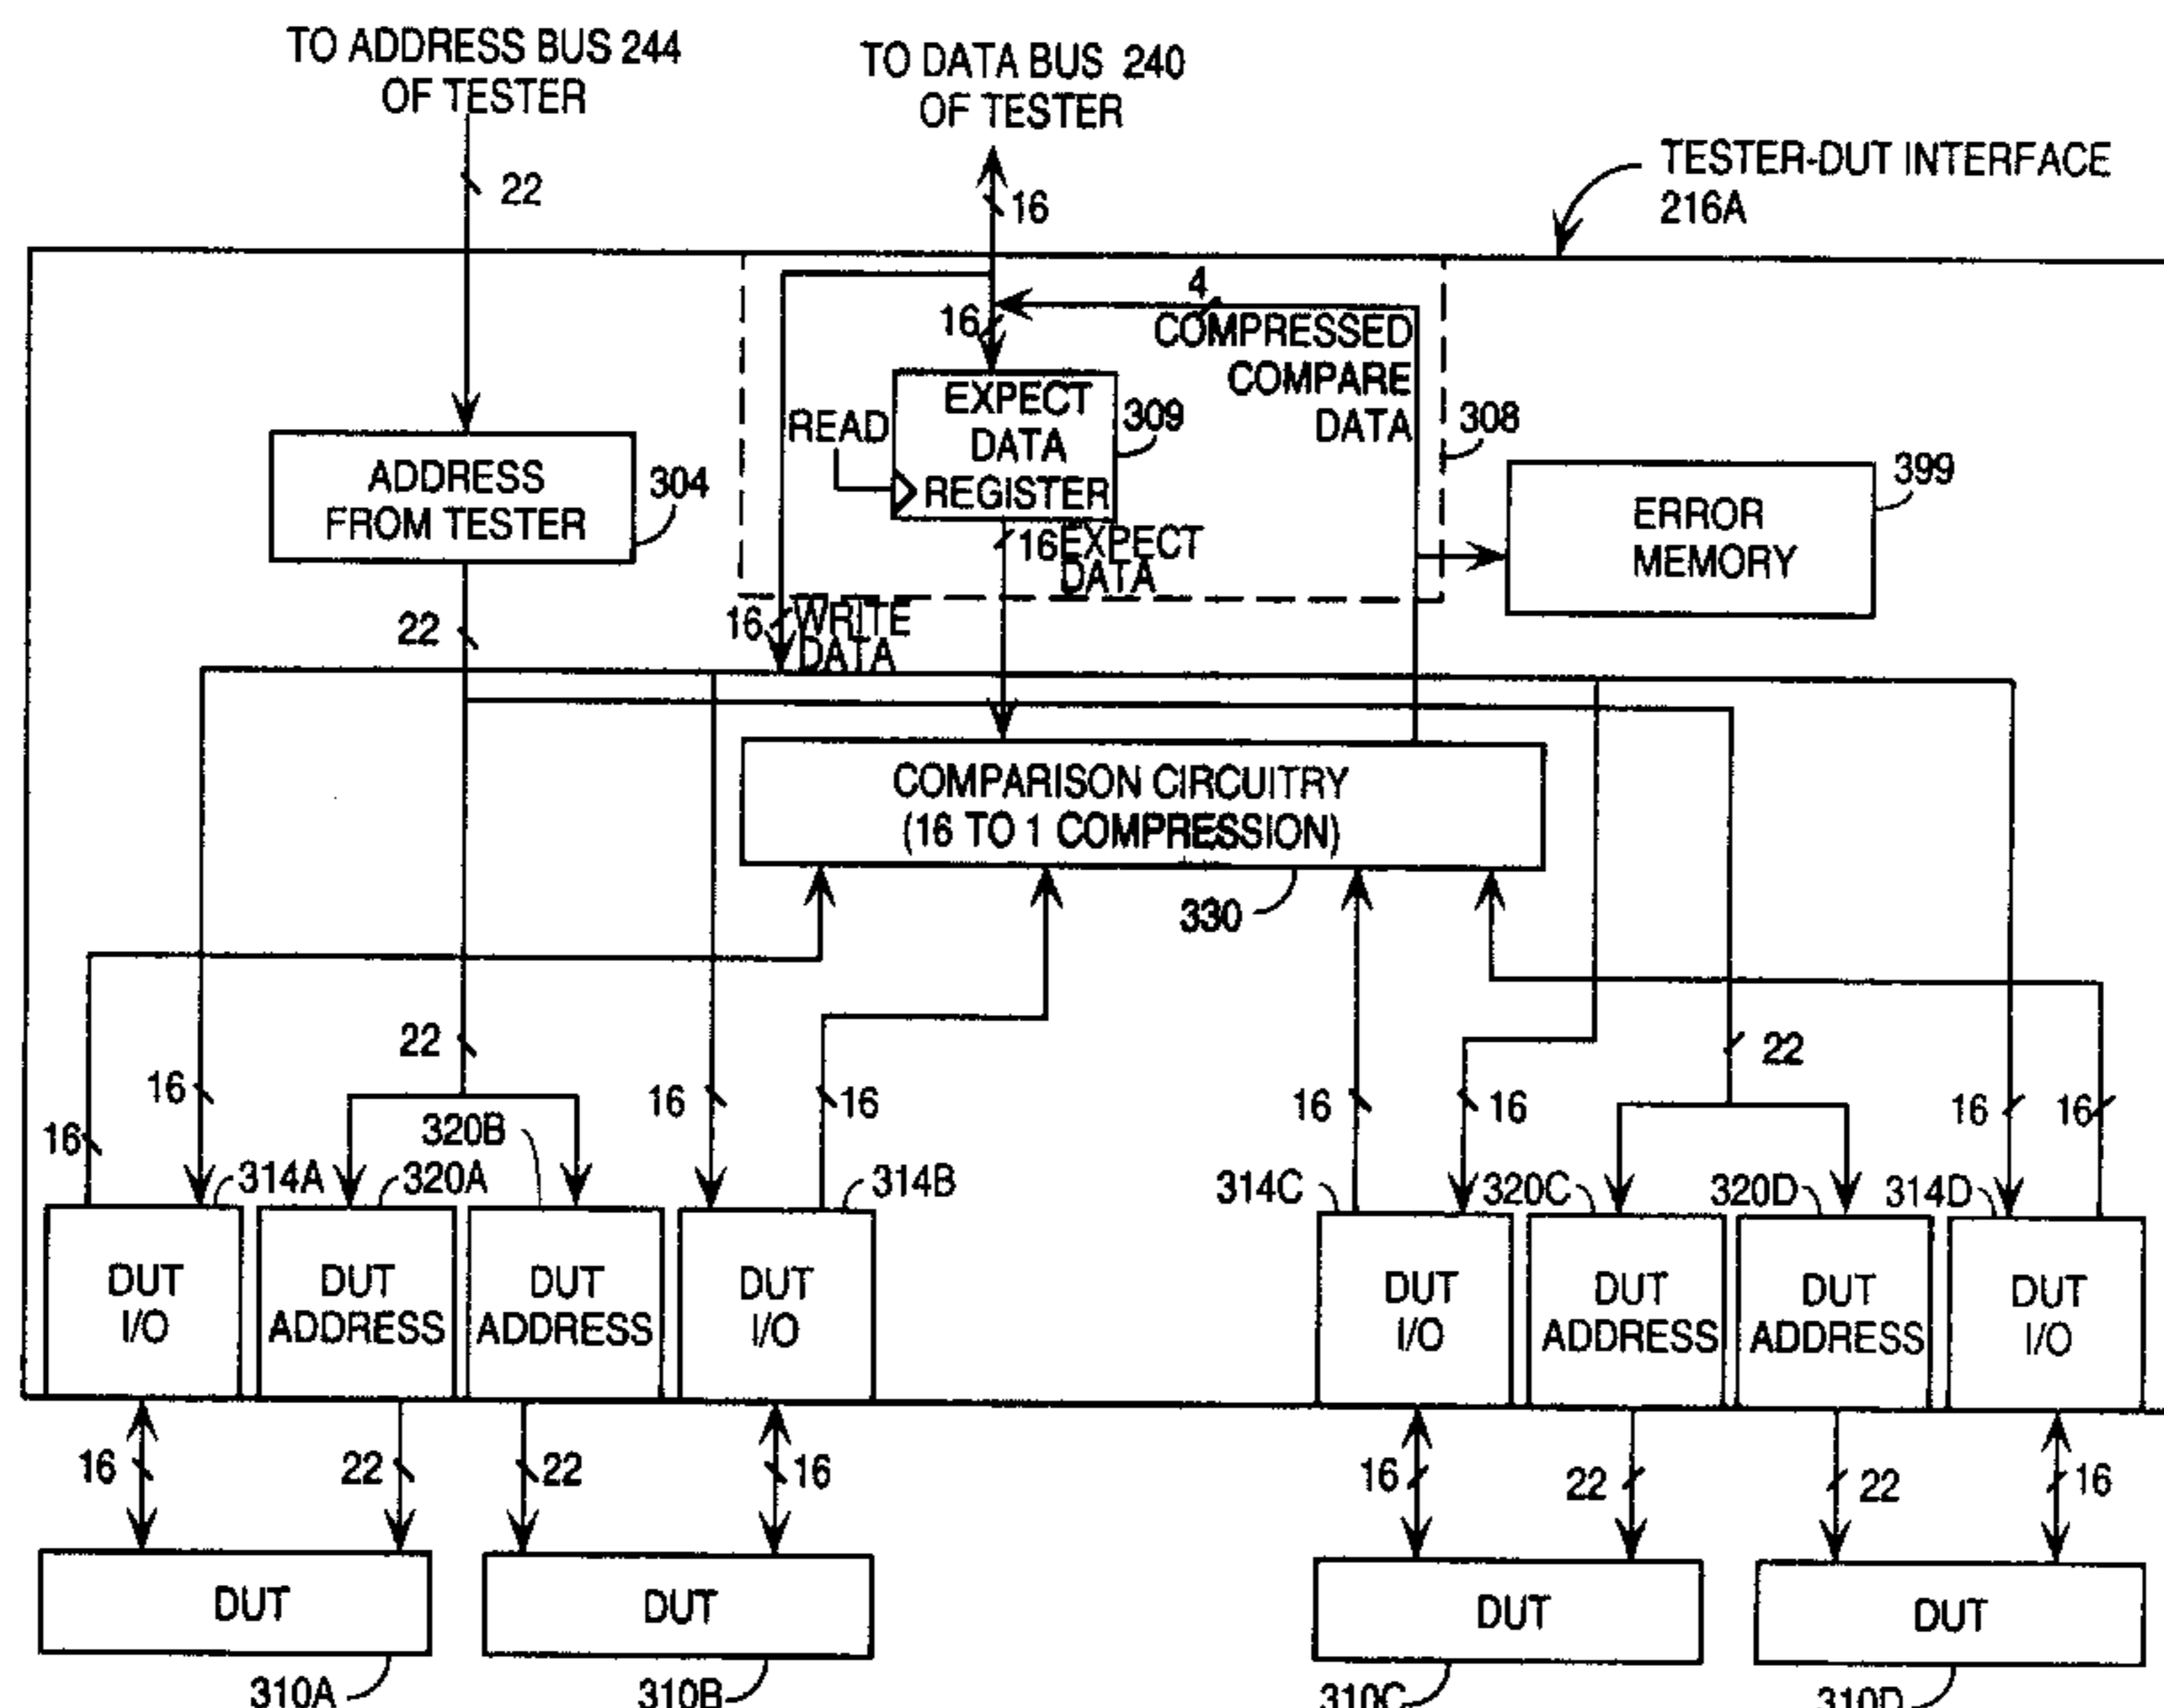 TO ADDRESS BUS 244
OF TESTER
TO DATA BUS 240
OF TESTER
TESTER-DUT INTERFACE
216A
22
16
4
16
COMPRESSED
COMPARE
DATA
READ
EXPECT
DATA
REGISTER
309
308
ADDRESS
FROM TESTER
304
399
ERROR
MEMORY
16
EXPECT
DATA
22
16
WRITE
DATA
COMPARISON CIRCUITRY
(16 TO 1 COMPRESSION)
330
22
22
16
16
16
16
16
16
16
16
320B
314A
320A
314B
314C
320C
320D
314D
DUT
I/O
DUT
ADDRESS
DUT
ADDRESS
DUT
I/O
DUT
I/O
DUT
ADDRESS
DUT
ADDRESS
DUT
I/O
16
22
22
16
16
22
22
16
DUT
DUT
DUT
DUT
310A
310B
310C
310D